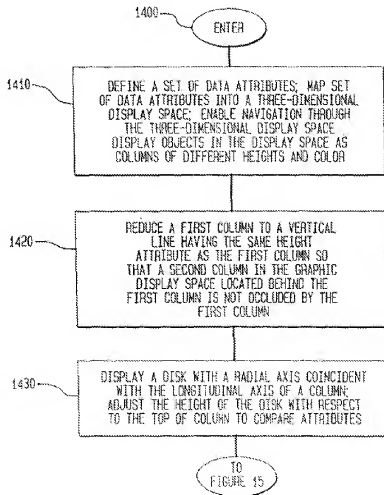 1400
ENTER
1410
DEFINE A SET OF DATA ATTRIBUTES; MAP SET
OF DATA ATTRIBUTES INTO A THREE-DIMENSIONAL
DISPLAY SPACE; ENABLE NAVIGATION THROUGH
THE THREE-DIMENSIONAL DISPLAY SPACE
DISPLAY OBJECTS IN THE DISPLAY SPACE AS
COLUMNS OF DIFFERENT HEIGHTS AND COLOR
1420
REDUCE A FIRST COLUMN TO A VERTICAL
LINE HAVING THE SAME HEIGHT
ATTRIBUTE AS THE FIRST COLUMN SO
THAT A SECOND COLUMN IN THE GRAPHIC
DISPLAY SPACE LOCATED BEHIND THE
FIRST COLUMN IS NOT OCCLUDED BY THE
FIRST COLUMN
1430
DISPLAY A DISK WITH A RADIAL AXIS COINCIDENT
WITH THE LONGITUDINAL AXIS OF A COLUMN;
ADJUST THE HEIGHT OF THE DISK WITH RESPECT
TO THE TOP OF COLUMN TO COMPARE ATTRIBUTES
TO
FIGURE 15